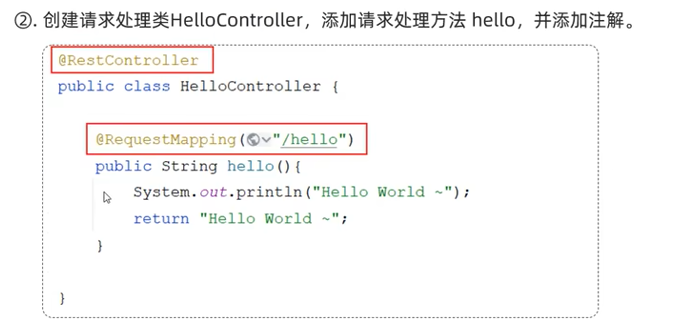 ②. 创建请求处理类HelloController，添加请求处理方法 hello，并添加注解。
@RestController
public class HelloController {
@RequestMapping("/hello")
public String hello(){
System.out.println("Hello World ~");
return "Hello World ~";
}
}